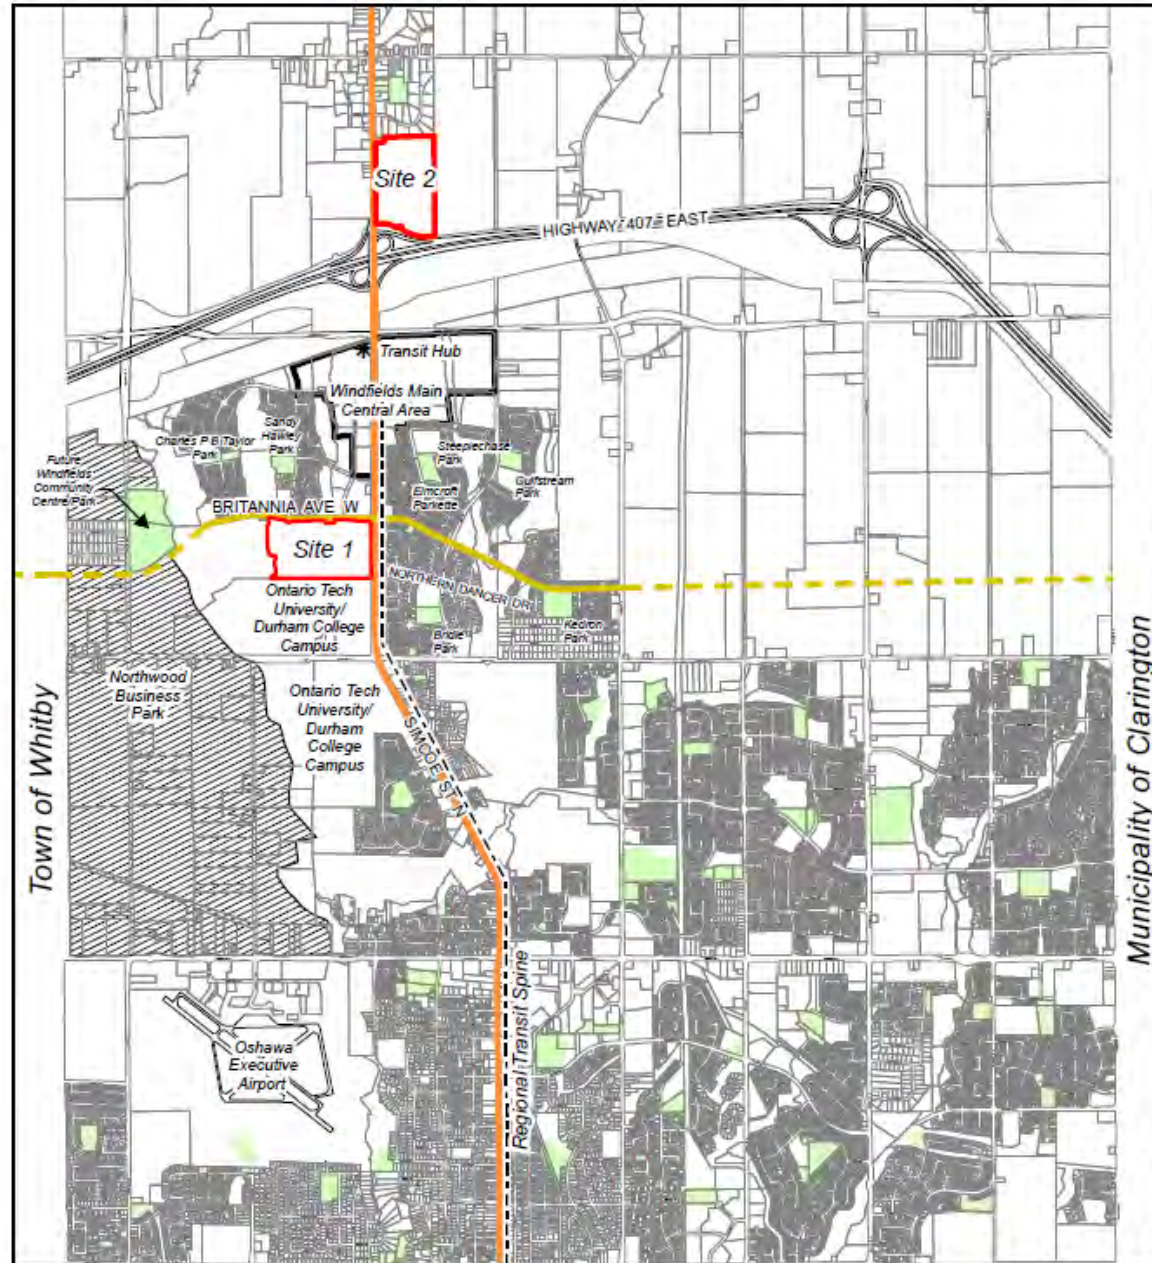 Site 2
HIGHWAY 407 EAST
Transit Hub
Windfields Main
Central Area
Charles P B Taylor
Park
Sandy
Hawley
Park
Steeplechase
Park
Gulfstream
Park
Elmcroft
Parkette
Future
Windfields
Community
Centre/Park
BRITANNIA AVE W
Site 1
NORTHERN DANCER DR
Ontario Tech
University/
Durham College
Campus
Bridle
Park
Kedron
Park
Northwood
Business
Park
Ontario Tech
University/
Durham
College
Campus
SIMCOE ST N
Town of Whitby
Municipality of Clarington
Oshawa
Executive
Airport
Regional Transit Spine